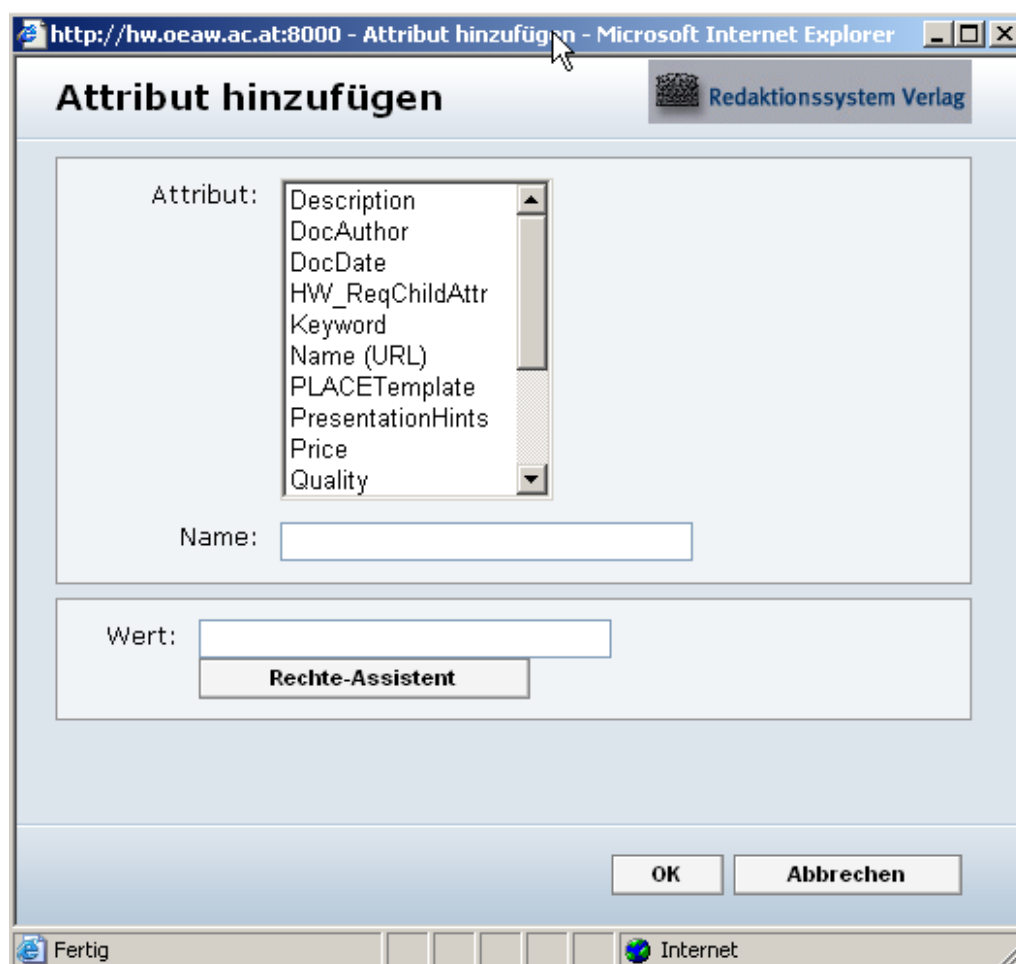 http://hw.oeaw.ac.at:8000 - Attribut hinzufügen - Microsoft Internet Explorer
Attribut hinzufügen
Redaktionssystem Verlag
Attribut:
Description
DocAuthor
DocDate
HW_ReqChildAttr
Keyword
Name (URL)
PLACETemplate
PresentationHints
Price
Quality
Name:
Wert:
Rechte-Assistent
OK Abbrechen
Fertig Internet